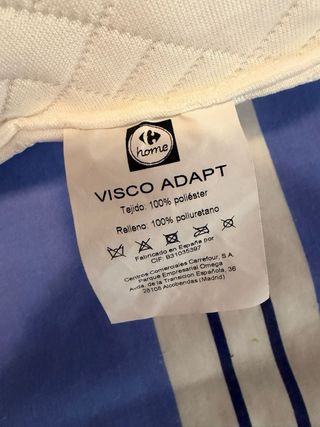 home
VISCO ADAPT
Tejido: 100% poliéster
Relleno: 100% poliuretano
Fabricado en España por
CIF: B31035397
Centros Comerciales Carrefour, S.A.
Parque Empresarial Omega
Avda. de la Transición Española, 36
28108 Alcobendas (Madrid)